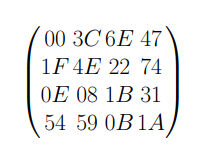 00 3C 6E 47
1F 4E 22 74
0E 08 1B 31
54 59 0B 1A